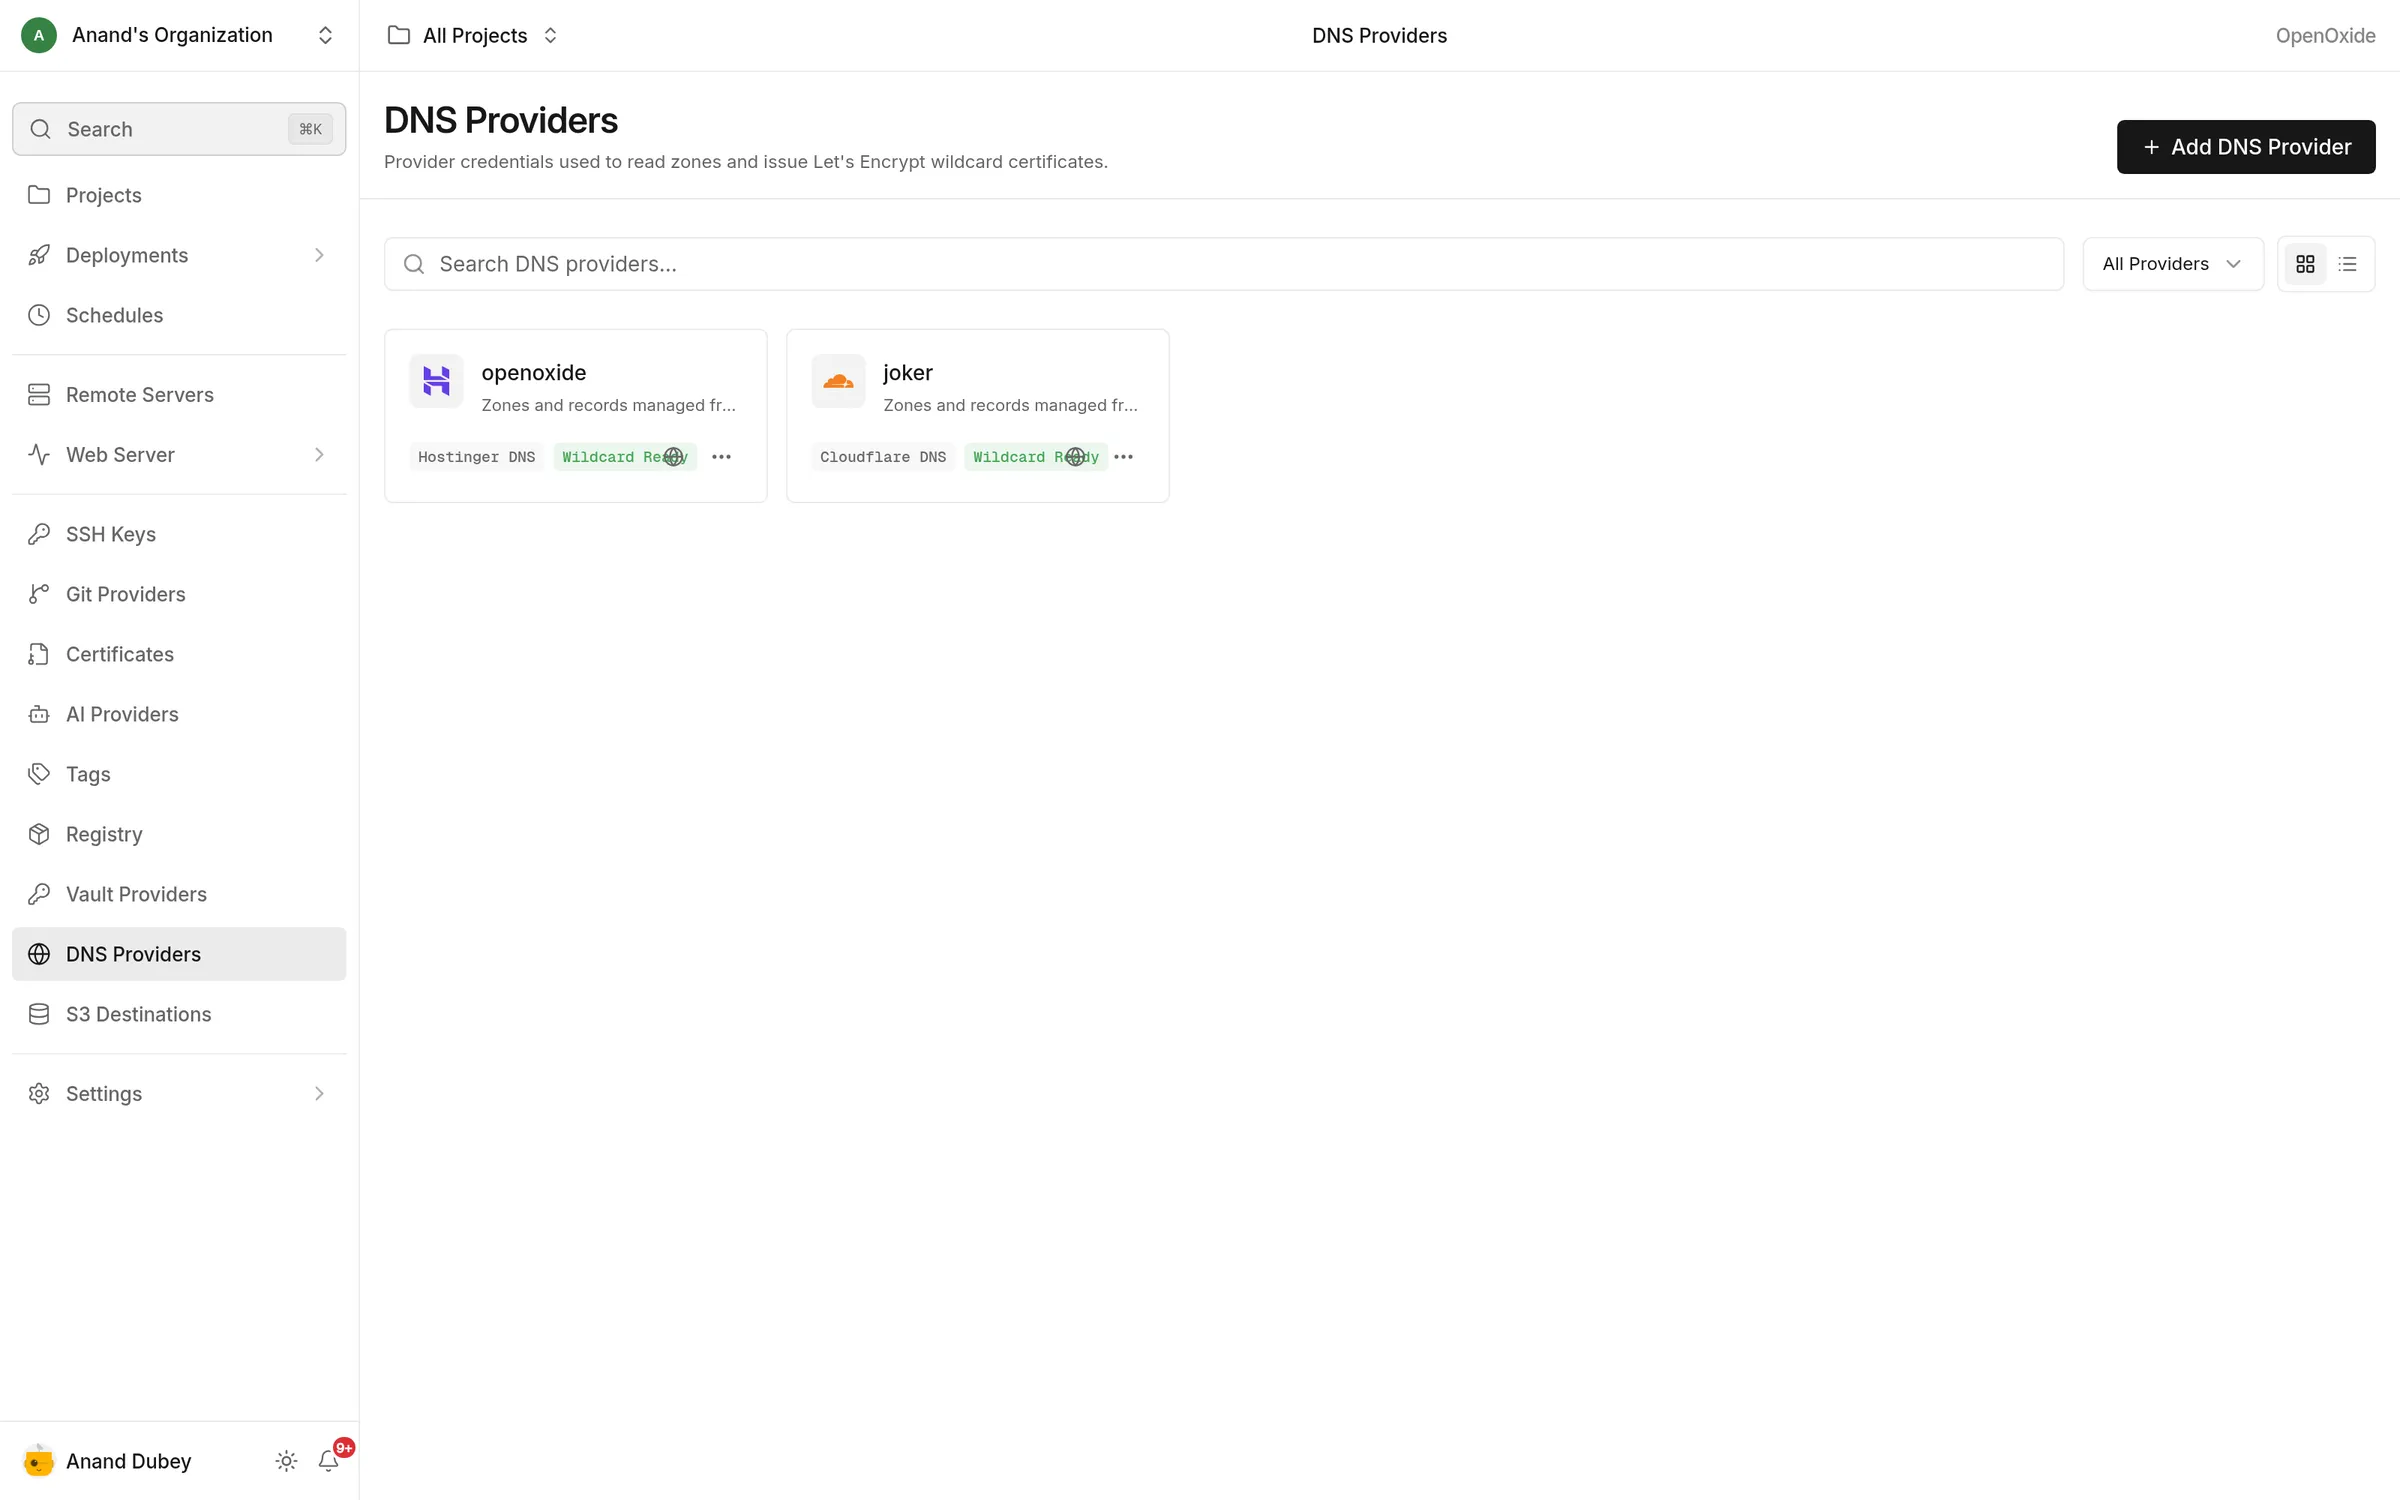 A Anand's Organization
All Projects
DNS Providers
OpenOxide
Search ⌘K
Projects
Deployments
Schedules
Remote Servers
Web Server
SSH Keys
Git Providers
Certificates
AI Providers
Tags
Registry
Vault Providers
DNS Providers
S3 Destinations
Settings
Anand Dubey
9+
DNS Providers
Provider credentials used to read zones and issue Let's Encrypt wildcard certificates.
+ Add DNS Provider
Search DNS providers...
All Providers
openoxide
Zones and records managed fr...
Hostinger DNS Wildcard Ready
joker
Zones and records managed fr...
Cloudflare DNS Wildcard Ready